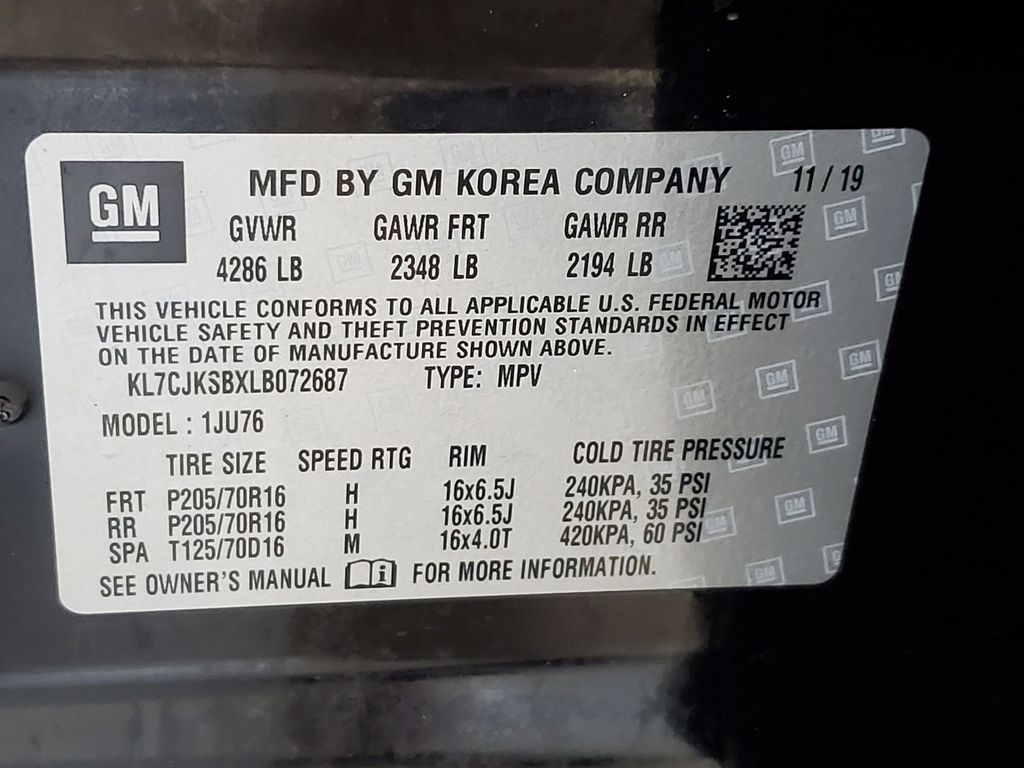 GM
MFD BY GM KOREA COMPANY 11/19
GVWR GAWR FRT GAWR RR
4286 LB 2348 LB 2194 LB
THIS VEHICLE CONFORMS TO ALL APPLICABLE U.S. FEDERAL MOTOR
VEHICLE SAFETY AND THEFT PREVENTION STANDARDS IN EFFECT
ON THE DATE OF MANUFACTURE SHOWN ABOVE.
KL7CJKSBXLB072687 TYPE: MPV
MODEL : 1JU76
TIRE SIZE SPEED RTG RIM COLD TIRE PRESSURE
FRT P205/70R16 H 16x6.5J 240KPA, 35 PSI
RR P205/70R16 H 16x6.5J 240KPA, 35 PSI
SPA T125/70D16 M 16x4.0T 420KPA, 60 PSI
SEE OWNER'S MANUAL i FOR MORE INFORMATION.